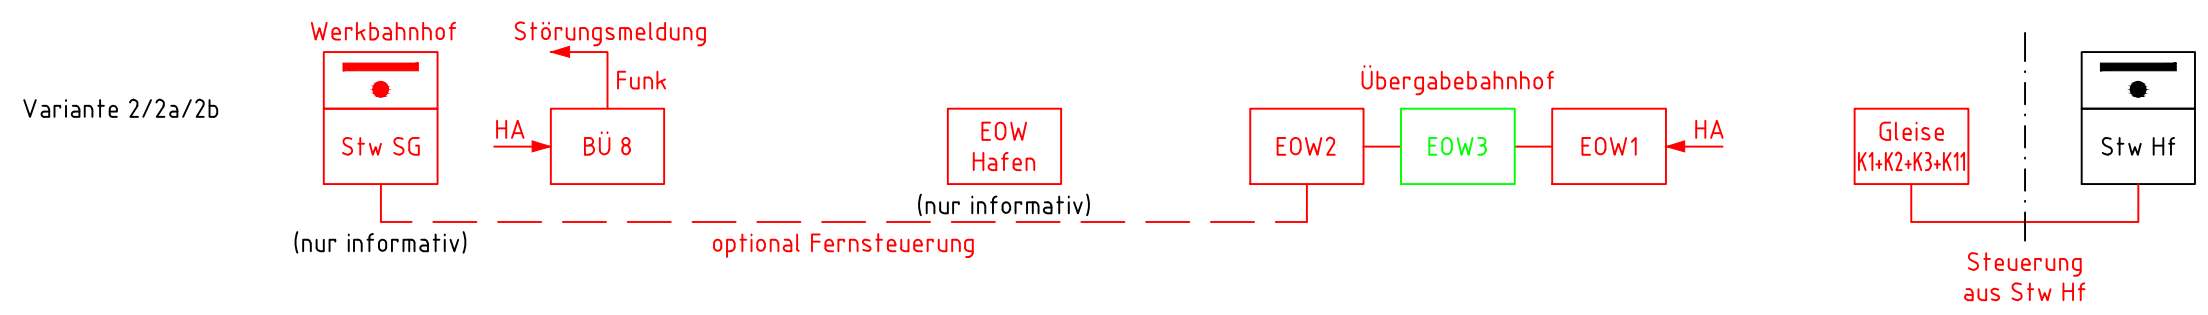 Variante 2/2a/2b
Werkbahnhof
Stw SG
(nur informativ)
Störungsmeldung
Funk
HA
BÜ 8
optional Fernsteuerung
EOW
Hafen
(nur informativ)
Übergabebahnhof
EOW2
EOW3
EOW1
HA
Gleise
K1+K2+K3+K11
Stw Hf
Steuerung
aus Stw Hf